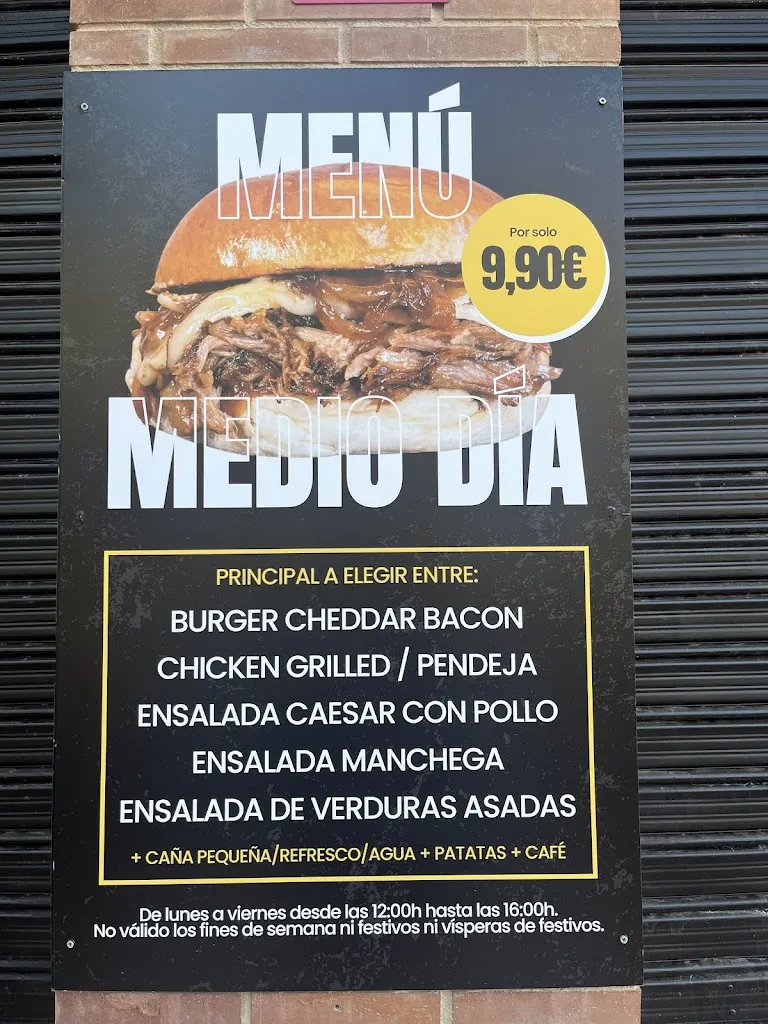 MENÚ
Por solo
9,90€
MEDIO DÍA
PRINCIPAL A ELEGIR ENTRE:
BURGER CHEDDAR BACON
CHICKEN GRILLED / PENDEJA
ENSALADA CAESAR CON POLLO
ENSALADA MANCHEGA
ENSALADA DE VERDURAS ASADAS
+ CAÑA PEQUEÑA/REFRESCO/AGUA + PATATAS + CAFÉ
De lunes a viernes desde las 12:00h hasta las 16:00h.
No válido los fines de semana ni festivos ni vísperas de festivos.